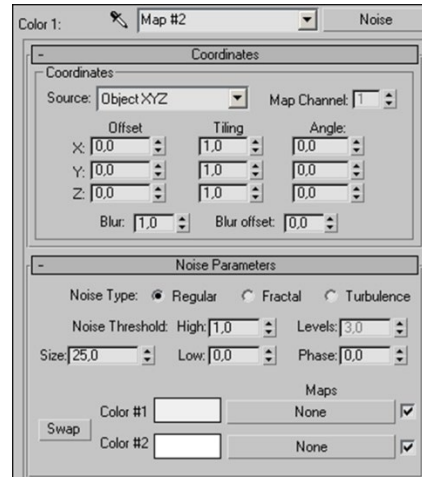 Color 1: Map #2 Noise
- Coordinates
Coordinates
Source: Object XYZ Map Channel: 1
Offset Tiling Angle:
X: 0,0 1,0 0,0
Y: 0,0 1,0 0,0
Z: 0,0 1,0 0,0
Blur: 1,0 Blur offset: 0,0
- Noise Parameters
Noise Type: Regular Fractal Turbulence
Noise Threshold: High: 1,0 Levels: 3,0
Size: 25,0 Low: 0,0 Phase: 0,0
Maps
Swap Color #1 None
Color #2 None